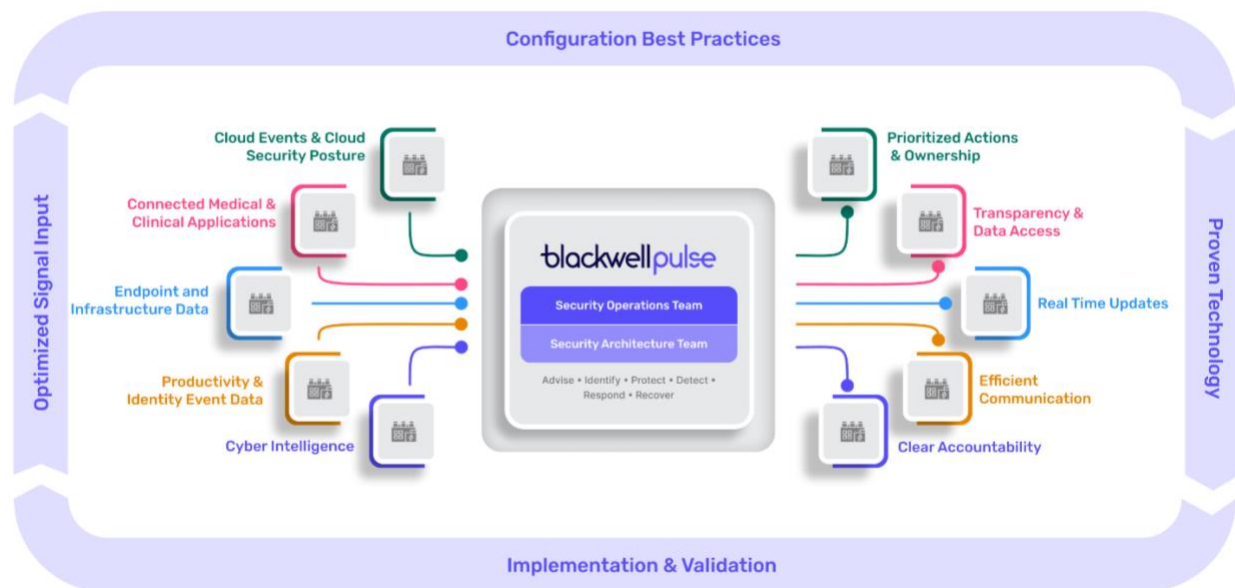 Configuration Best Practices
Optimized Signal Input
Cloud Events & Cloud
Security Posture
Connected Medical &
Clinical Applications
Endpoint and
Infrastructure Data
Productivity &
Identity Event Data
Cyber Intelligence
blackwellpulse
Security Operations Team
Security Architecture Team
Advise • Identify • Protect • Detect •
Respond • Recover
Prioritized Actions
& Ownership
Transparency &
Data Access
Real Time Updates
Efficient
Communication
Clear Accountability
Proven Technology
Implementation & Validation